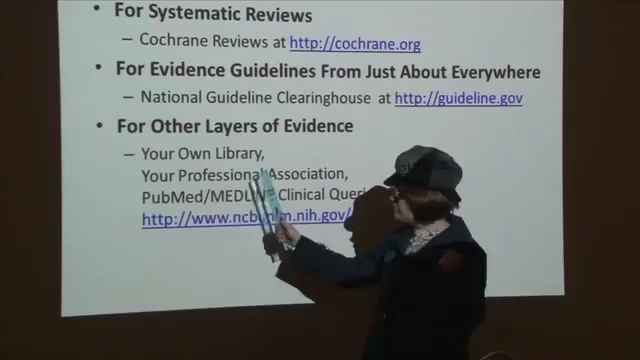 • For Systematic Reviews
– Cochrane Reviews at http://cochrane.org
• For Evidence Guidelines From Just About Everywhere
– National Guideline Clearinghouse at http://guideline.gov
• For Other Layers of Evidence
– Your Own Library,
Your Professional Association,
PubMed/MEDLIN Clinical Queri
http://www.ncbi.nlm.nih.gov/